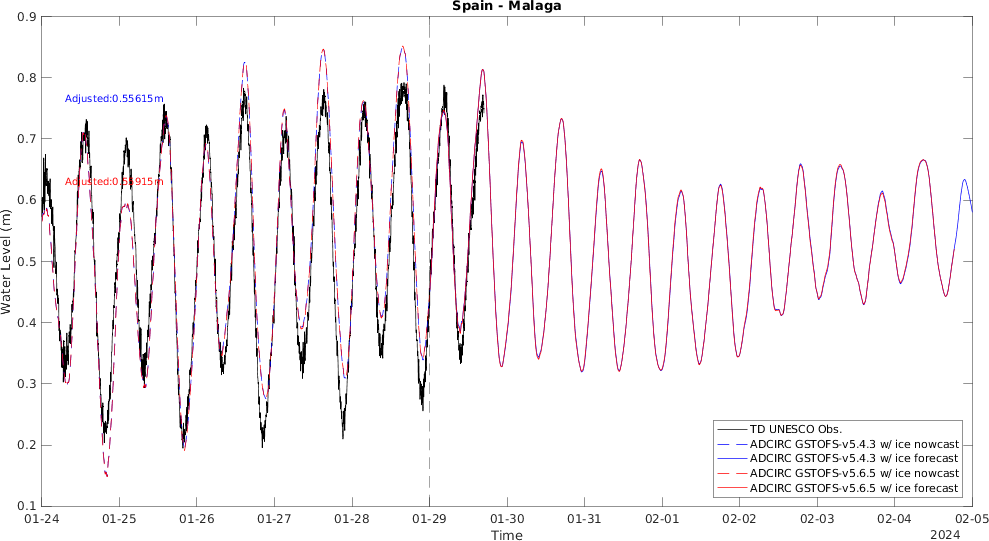 Spain - Malaga
0.9
0.8
0.7
0.6
0.5
0.4
0.3
0.2
0.1
Water Level (m)
Adjusted:0.55615m
TD UNESCO Obs.
ADCIRC GSTOFS-v5.4.3 w/ ice nowcast
ADCIRC GSTOFS-v5.4.3 w/ ice forecast
ADCIRC GSTOFS-v5.6.5 w/ ice nowcast
ADCIRC GSTOFS-v5.6.5 w/ ice forecast
01-24 01-25 01-26 01-27 01-28 01-29 01-30 01-31 02-01 02-02 02-03 02-04 02-05
Time
2024